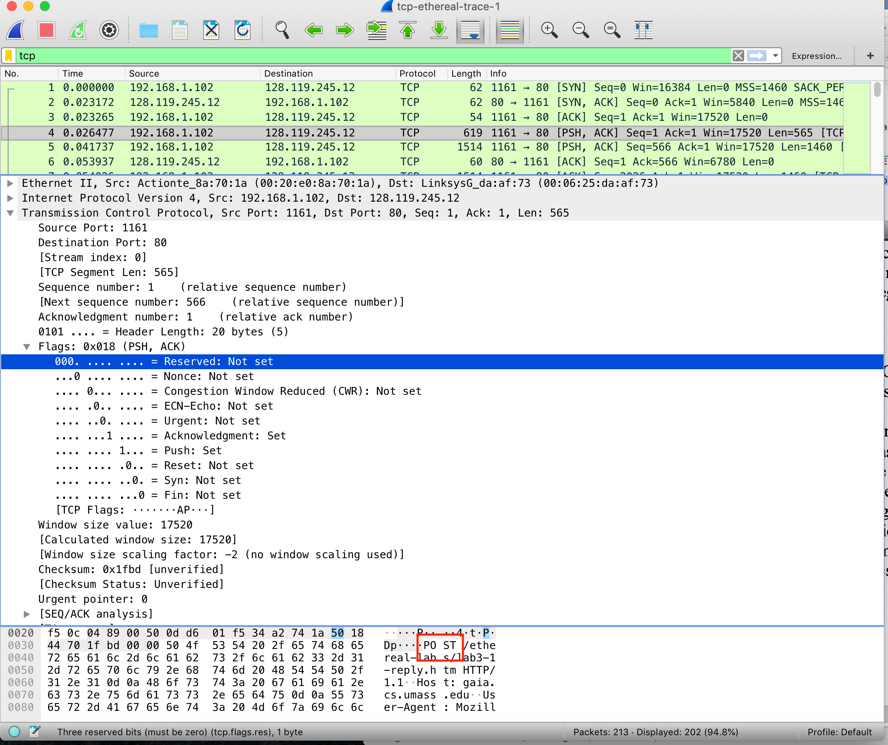 tcp-ethereal-trace-1
tcp
Expression... +
No. Time Source Destination Protocol Length Info
1 0.000000 192.168.1.102 128.119.245.12 TCP 62 1161 → 80 [SYN] Seq=0 Win=16384 Len=0 MSS=1460 SACK_PER
2 0.023172 128.119.245.12 192.168.1.102 TCP 62 80 → 1161 [SYN, ACK] Seq=0 Ack=1 Win=5840 Len=0 MSS=146
3 0.023265 192.168.1.102 128.119.245.12 TCP 54 1161 → 80 [ACK] Seq=1 Ack=1 Win=17520 Len=0
4 0.026477 192.168.1.102 128.119.245.12 TCP 619 1161 → 80 [PSH, ACK] Seq=1 Ack=1 Win=17520 Len=565 [TCP
5 0.041737 192.168.1.102 128.119.245.12 TCP 1514 1161 → 80 [PSH, ACK] Seq=566 Ack=1 Win=17520 Len=1460 [
6 0.053937 128.119.245.12 192.168.1.102 TCP 60 80 → 1161 [ACK] Seq=1 Ack=566 Win=6780 Len=0
Ethernet II, Src: Actionte_8a:70:1a (00:20:e0:8a:70:1a), Dst: LinksysG_da:af:73 (00:06:25:da:af:73)
Internet Protocol Version 4, Src: 192.168.1.102, Dst: 128.119.245.12
Transmission Control Protocol, Src Port: 1161, Dst Port: 80, Seq: 1, Ack: 1, Len: 565
Source Port: 1161
Destination Port: 80
[Stream index: 0]
[TCP Segment Len: 565]
Sequence number: 1 (relative sequence number)
[Next sequence number: 566 (relative sequence number)]
Acknowledgment number: 1 (relative ack number)
0101 .... = Header Length: 20 bytes (5)
Flags: 0x018 (PSH, ACK)
000. .... .... = Reserved: Not set
...0 .... .... = Nonce: Not set
.... 0... .... = Congestion Window Reduced (CWR): Not set
.... .0.. .... = ECN-Echo: Not set
.... ..0. .... = Urgent: Not set
.... ...1 .... = Acknowledgment: Set
.... .... 1... = Push: Set
.... .... .0.. = Reset: Not set
.... .... ..0. = Syn: Not set
.... .... ...0 = Fin: Not set
[TCP Flags: ·······AP···]
Window size value: 17520
[Calculated window size: 17520]
[Window size scaling factor: -2 (no window scaling used)]
Checksum: 0x1fbd [unverified]
[Checksum Status: Unverified]
Urgent pointer: 0
[SEQ/ACK analysis]
0020 f5 0c 04 89 00 50 0d d6 01 f5 34 a2 74 1a 50 18 ·····P·· ··4·t·P·
0030 44 70 1f bd 00 00 50 4f 53 54 20 2f 65 74 68 65 Dp····PO ST /ethe
0040 72 65 61 6c 2d 6c 61 62 73 2f 6c 61 62 33 2d 31 real-lab s/lab3-1
0050 2d 72 65 70 6c 79 2e 68 74 6d 20 48 54 54 50 2f -reply.h tm HTTP/
0060 31 2e 31 0d 0a 48 6f 73 74 3a 20 67 61 69 61 2e 1.1··Hos t: gaia.
0070 63 73 2e 75 6d 61 73 73 2e 65 64 75 0d 0a 55 73 cs.umass .edu··Us
0080 65 72 2d 41 67 65 6e 74 3a 20 4d 6f 7a 69 6c 6c er-Agent : Mozill
Three reserved bits (must be zero) (tcp.flags.res), 1 byte Packets: 213 · Displayed: 202 (94.8%) Profile: Default